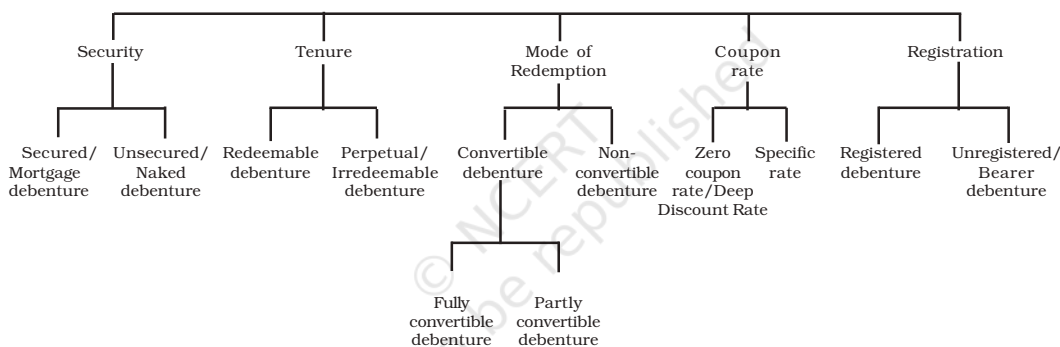 Security
Tenure
Mode of
Redemption
Coupon
rate
Registration
Secured/
Mortgage
debenture
Unsecured/
Naked
debenture
Redeemable
debenture
Perpetual/
Irredeemable
debenture
Convertible
debenture
Non-
convertible
debenture
Zero
coupon
rate/Deep
Discount Rate
Specific
rate
Registered
debenture
Unregistered/
Bearer
debenture
Fully
convertible
debenture
Partly
convertible
debenture
© NCERT
be republished